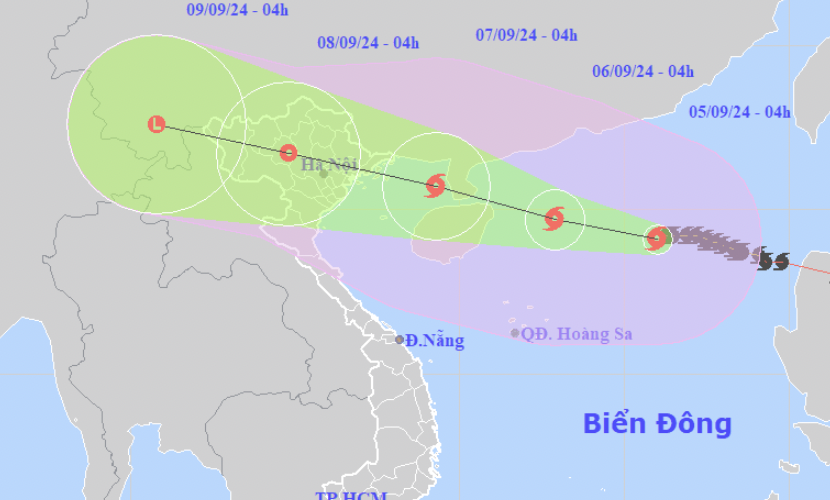 09/09/24 - 04h
08/09/24 - 04h
07/09/24 - 04h
06/09/24 - 04h
05/09/24 - 04h
L
Hà Nội
QĐ. Hoàng Sa
Đ.Nẵng
Biển Đông
TP.HCM